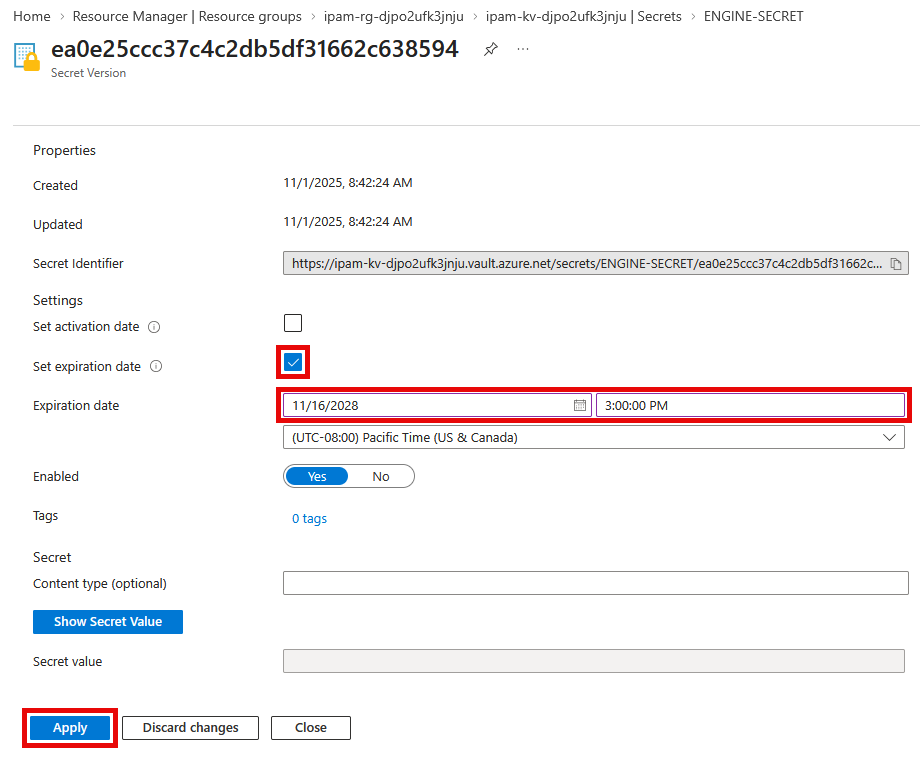 Home > Resource Manager | Resource groups > ipam-rg-djpo2ufk3jnju > ipam-kv-djpo2ufk3jnju | Secrets > ENGINE-SECRET
ea0e25ccc37c4c2db5df31662c638594 ...
Secret Version
Properties
Created 11/1/2025, 8:42:24 AM
Updated 11/1/2025, 8:42:24 AM
Secret Identifier https://ipam-kv-djpo2ufk3jnju.vault.azure.net/secrets/ENGINE-SECRET/ea0e25ccc37c4c2db5df31662c...
Settings
Set activation date
Set expiration date
Expiration date 11/16/2028 3:00:00 PM
(UTC-08:00) Pacific Time (US & Canada)
Enabled Yes No
Tags 0 tags
Secret
Content type (optional)
Show Secret Value
Secret value
Apply Discard changes Close